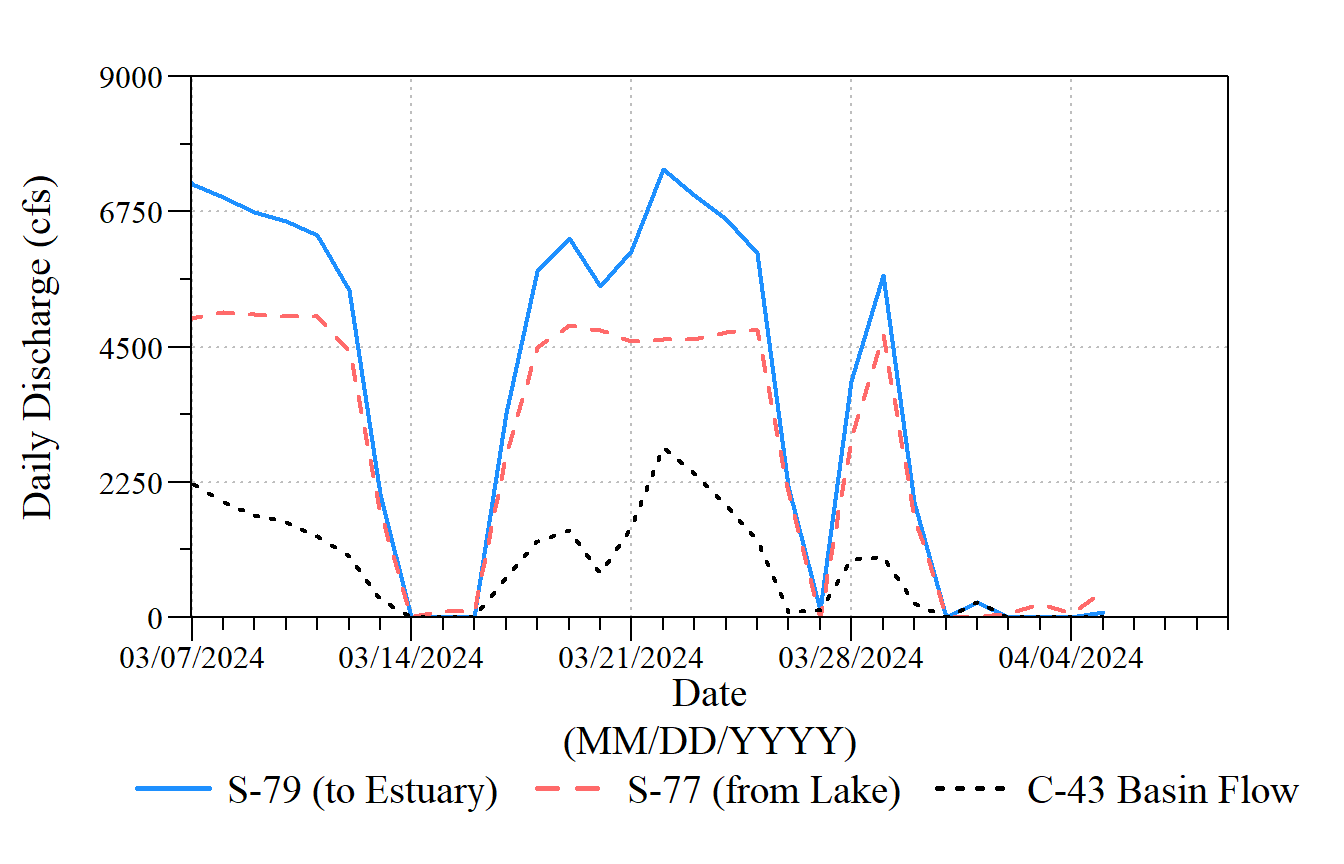 9000
6750
4500
2250
0
Daily Discharge (cfs)
03/07/2024 03/14/2024 03/21/2024 03/28/2024 04/04/2024
Date
(MM/DD/YYYY)
S-79 (to Estuary) S-77 (from Lake) C-43 Basin Flow